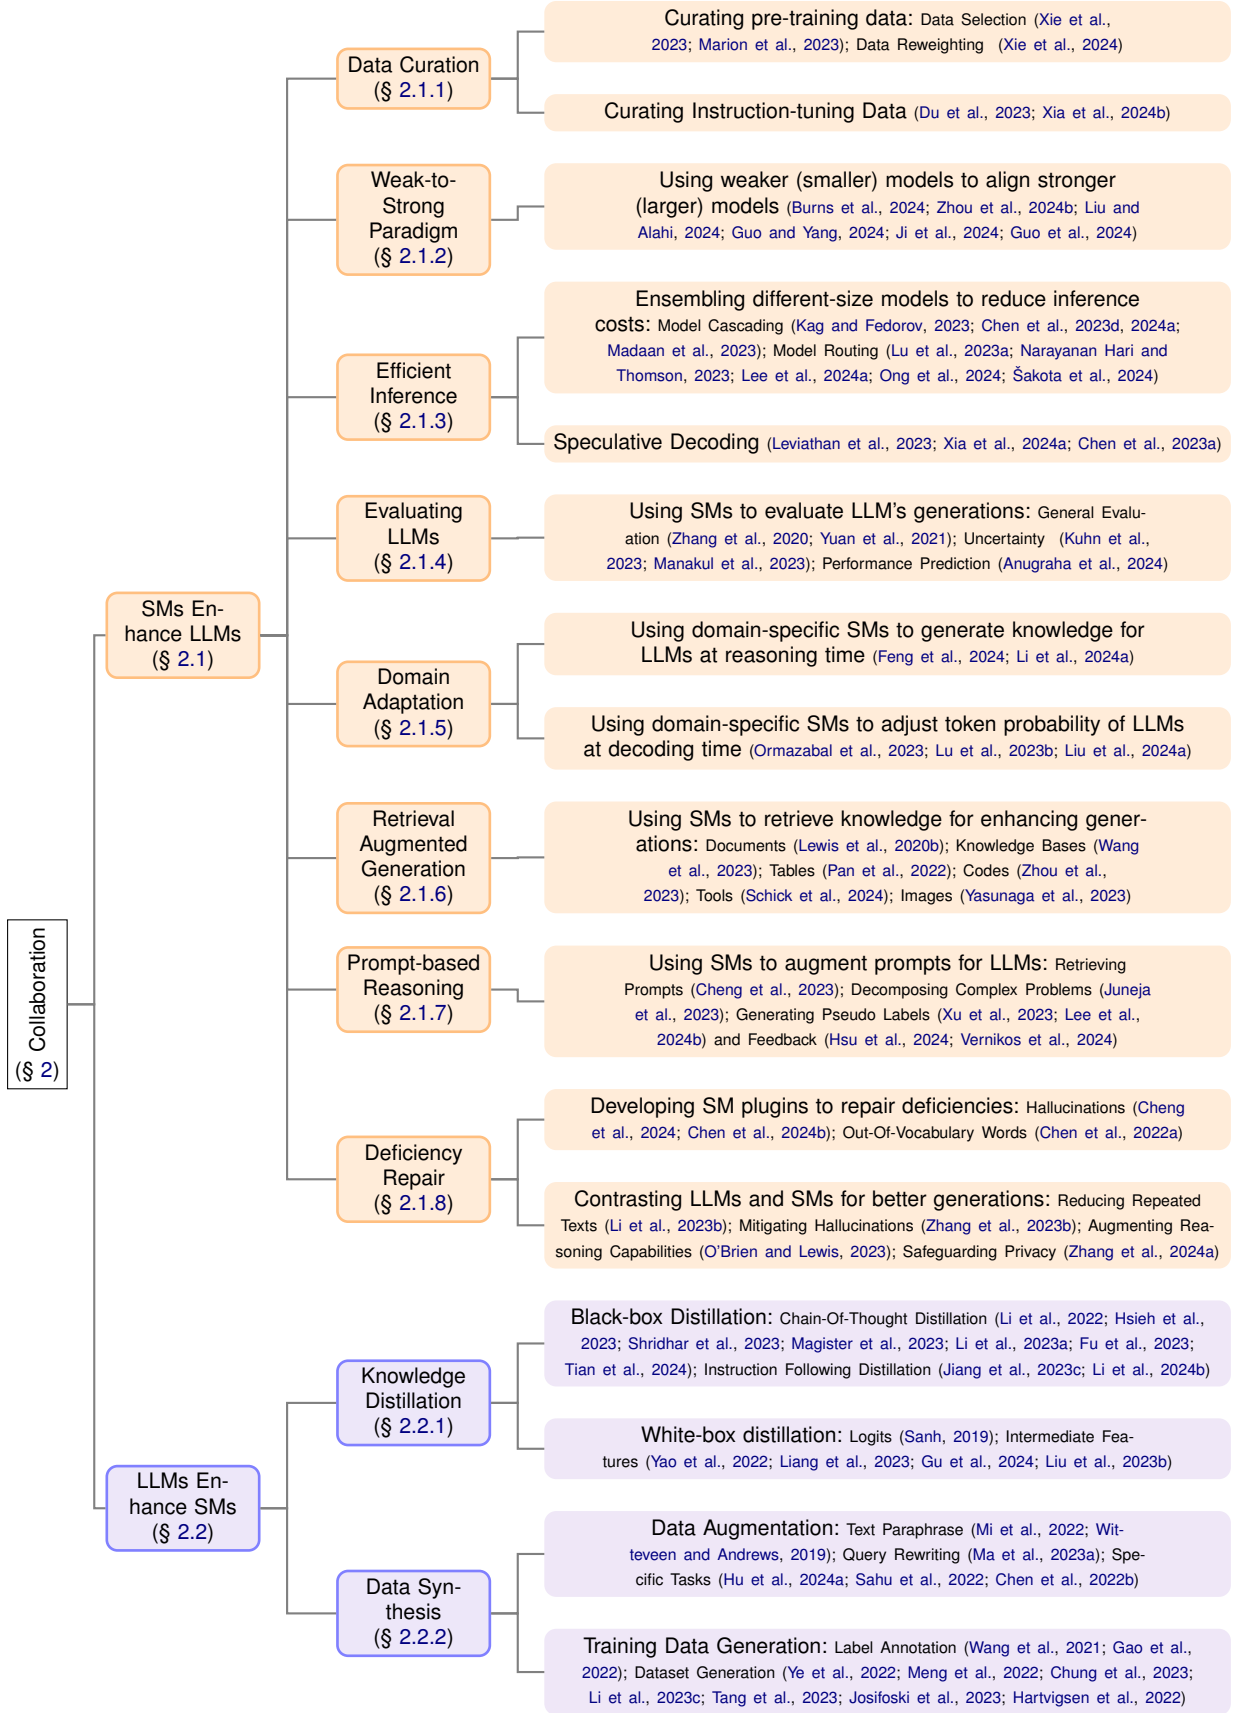 Collaboration
(§ 2)
SMs En-
hance LLMs
(§ 2.1)
Data Curation
(§ 2.1.1)
Curating pre-training data: Data Selection (Xie et al.,
2023; Marion et al., 2023); Data Reweighting (Xie et al., 2024)
Curating Instruction-tuning Data (Du et al., 2023; Xia et al., 2024b)
Weak-to-
Strong
Paradigm
(§ 2.1.2)
Using weaker (smaller) models to align stronger
(larger) models (Burns et al., 2024; Zhou et al., 2024b; Liu and
Alahi, 2024; Guo and Yang, 2024; Ji et al., 2024; Guo et al., 2024)
Efficient
Inference
(§ 2.1.3)
Ensembling different-size models to reduce inference
costs: Model Cascading (Kag and Fedorov, 2023; Chen et al., 2023d, 2024a;
Madaan et al., 2023); Model Routing (Lu et al., 2023a; Narayanan Hari and
Thomson, 2023; Lee et al., 2024a; Ong et al., 2024; Šakota et al., 2024)
Speculative Decoding (Leviathan et al., 2023; Xia et al., 2024a; Chen et al., 2023a)
Evaluating
LLMs
(§ 2.1.4)
Using SMs to evaluate LLM's generations: General Evalu-
ation (Zhang et al., 2020; Yuan et al., 2021); Uncertainty (Kuhn et al.,
2023; Manakul et al., 2023); Performance Prediction (Anugraha et al., 2024)
Domain
Adaptation
(§ 2.1.5)
Using domain-specific SMs to generate knowledge for
LLMs at reasoning time (Feng et al., 2024; Li et al., 2024a)
Using domain-specific SMs to adjust token probability of LLMs
at decoding time (Ormazabal et al., 2023; Lu et al., 2023b; Liu et al., 2024a)
Retrieval
Augmented
Generation
(§ 2.1.6)
Using SMs to retrieve knowledge for enhancing gener-
ations: Documents (Lewis et al., 2020b); Knowledge Bases (Wang
et al., 2023); Tables (Pan et al., 2022); Codes (Zhou et al.,
2023); Tools (Schick et al., 2024); Images (Yasunaga et al., 2023)
Prompt-based
Reasoning
(§ 2.1.7)
Using SMs to augment prompts for LLMs: Retrieving
Prompts (Cheng et al., 2023); Decomposing Complex Problems (Juneja
et al., 2023); Generating Pseudo Labels (Xu et al., 2023; Lee et al.,
2024b) and Feedback (Hsu et al., 2024; Vernikos et al., 2024)
Deficiency
Repair
(§ 2.1.8)
Developing SM plugins to repair deficiencies: Hallucinations (Cheng
et al., 2024; Chen et al., 2024b); Out-Of-Vocabulary Words (Chen et al., 2022a)
Contrasting LLMs and SMs for better generations: Reducing Repeated
Texts (Li et al., 2023b); Mitigating Hallucinations (Zhang et al., 2023b); Augmenting Rea-
soning Capabilities (O'Brien and Lewis, 2023); Safeguarding Privacy (Zhang et al., 2024a)
LLMs En-
hance SMs
(§ 2.2)
Knowledge
Distillation
(§ 2.2.1)
Black-box Distillation: Chain-Of-Thought Distillation (Li et al., 2022; Hsieh et al.,
2023; Shridhar et al., 2023; Magister et al., 2023; Li et al., 2023a; Fu et al., 2023;
Tian et al., 2024); Instruction Following Distillation (Jiang et al., 2023c; Li et al., 2024b)
White-box distillation: Logits (Sanh, 2019); Intermediate Fea-
tures (Yao et al., 2022; Liang et al., 2023; Gu et al., 2024; Liu et al., 2023b)
Data Syn-
thesis
(§ 2.2.2)
Data Augmentation: Text Paraphrase (Mi et al., 2022; Wit-
teveen and Andrews, 2019); Query Rewriting (Ma et al., 2023a); Spe-
cific Tasks (Hu et al., 2024a; Sahu et al., 2022; Chen et al., 2022b)
Training Data Generation: Label Annotation (Wang et al., 2021; Gao et al.,
2022); Dataset Generation (Ye et al., 2022; Meng et al., 2022; Chung et al., 2023;
Li et al., 2023c; Tang et al., 2023; Josifoski et al., 2023; Hartvigsen et al., 2022)